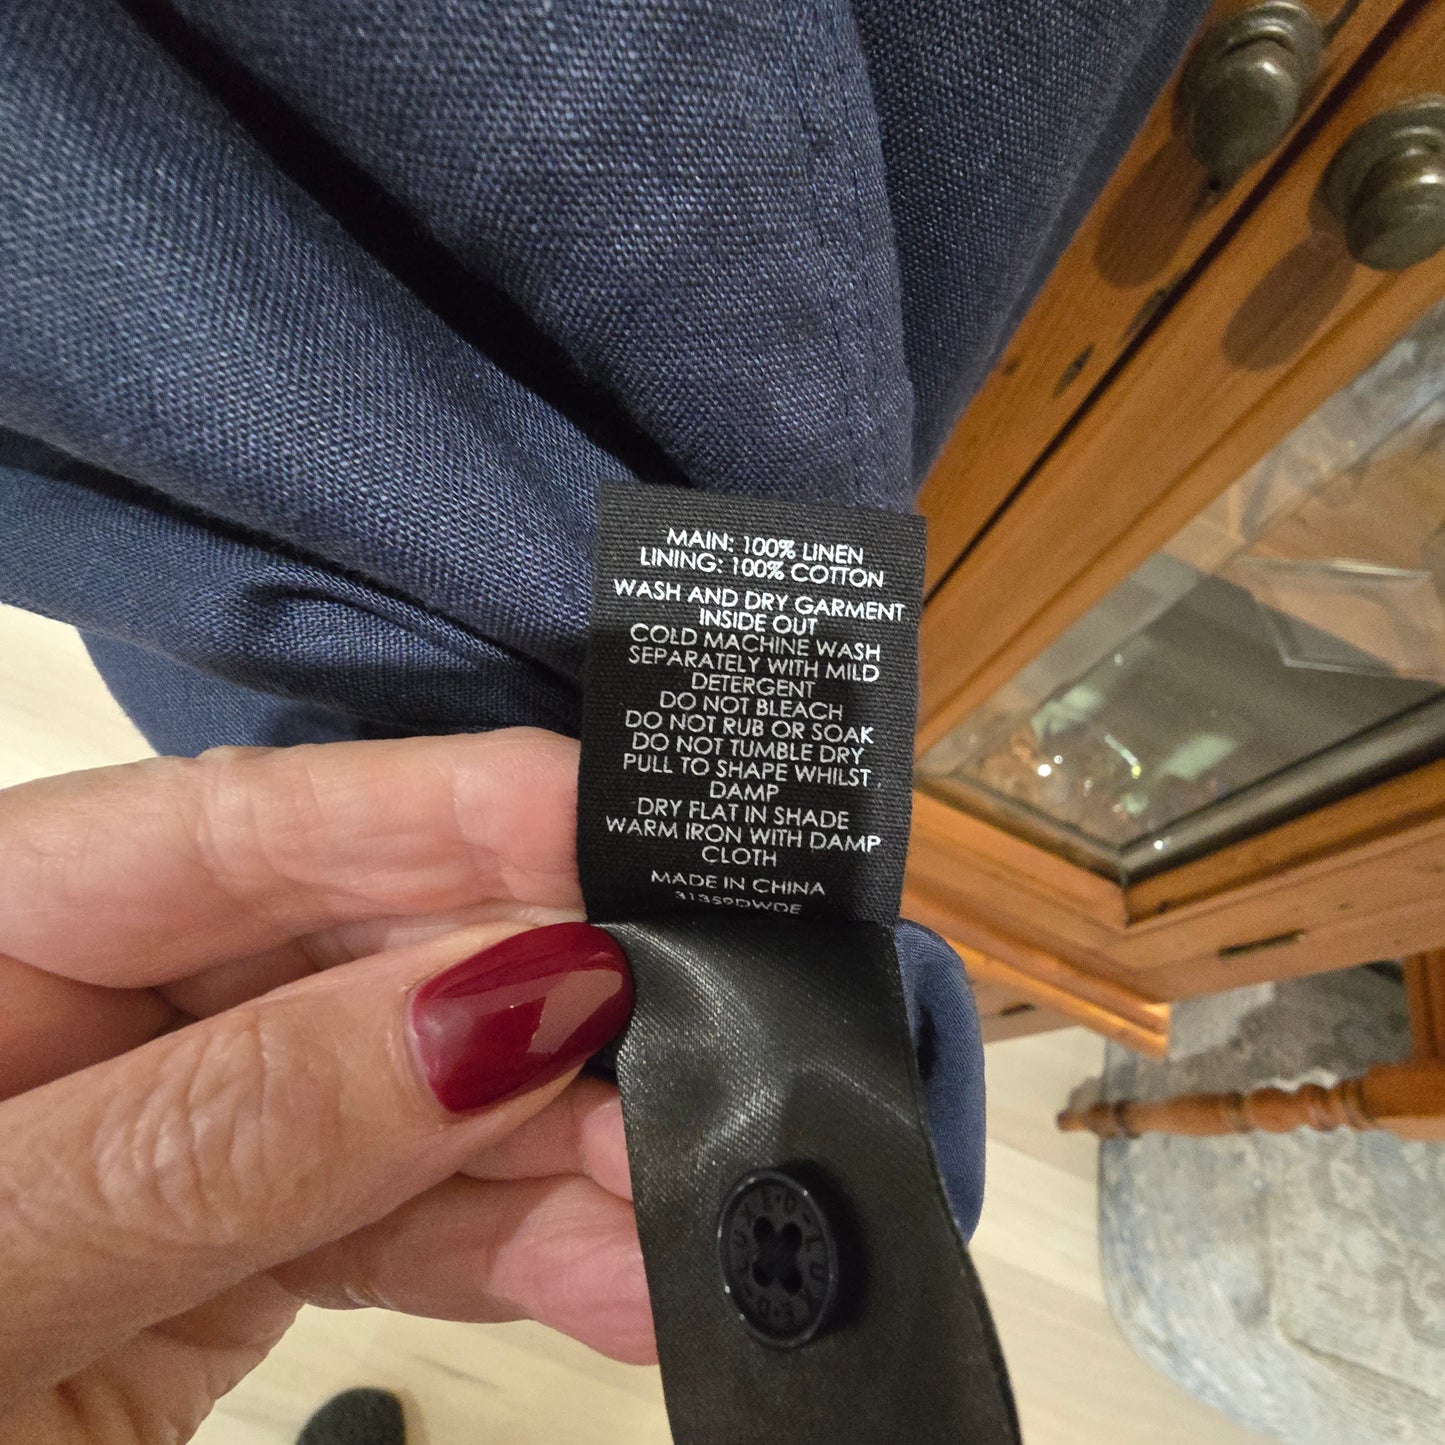 MAIN: 100% LINEN
LINING: 100% COTTON
WASH AND DRY GARMENT
INSIDE OUT
COLD MACHINE WASH
SEPARATELY WITH MILD
DETERGENT
DO NOT BLEACH
DO NOT RUB OR SOAK
DO NOT TUMBLE DRY
PULL TO SHAPE WHILST
DAMP
DRY FLAT IN SHADE
WARM IRON WITH DAMP
CLOTH
MADE IN CHINA
31359DWDE